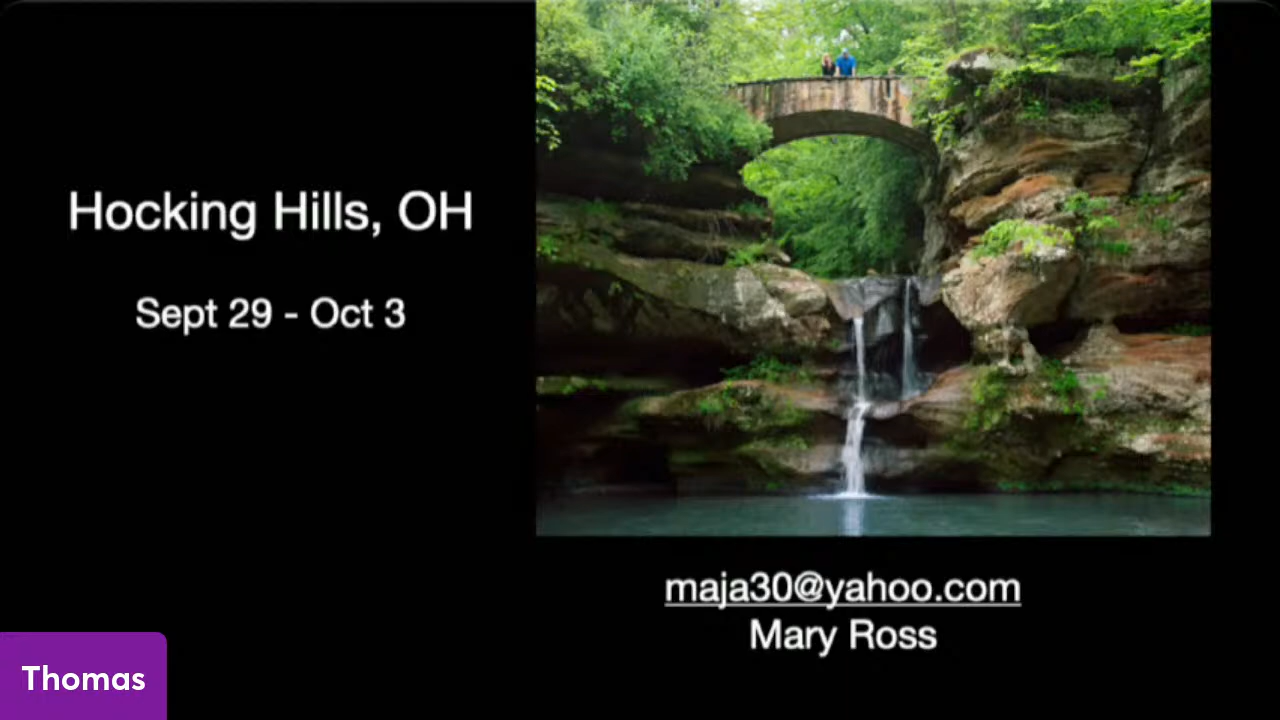 Hocking Hills, OH
Sept 29 - Oct 3
maja30@yahoo.com
Mary Ross
Thomas